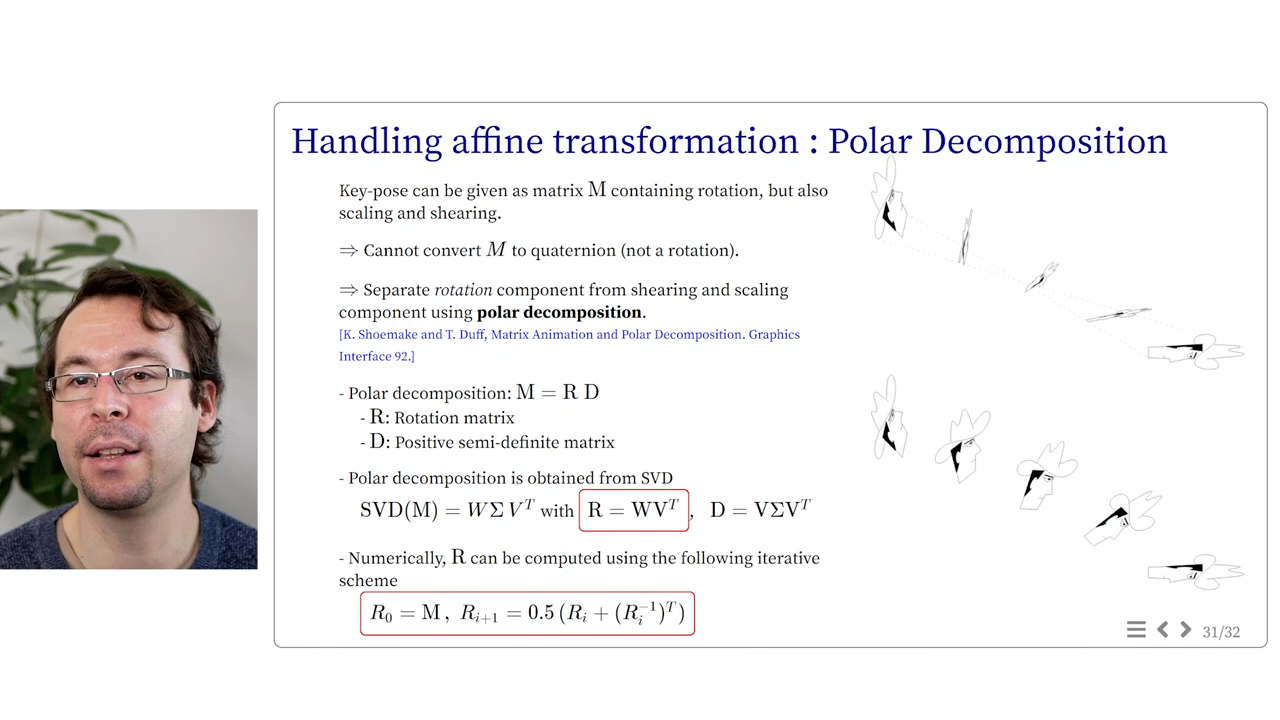 Handling affine transformation : Polar Decomposition
Key-pose can be given as matrix M containing rotation, but also
scaling and shearing.
⇒ Cannot convert M to quaternion (not a rotation).
⇒ Separate rotation component from shearing and scaling
component using polar decomposition.
[K. Shoemake and T. Duff, Matrix Animation and Polar Decomposition. Graphics
Interface 92.]
- Polar decomposition: M = R D
- R: Rotation matrix
- D: Positive semi-definite matrix
- Polar decomposition is obtained from SVD
SVD(M) = WΣV^T with R = WV^T, D = VΣV^T
- Numerically, R can be computed using the following iterative
scheme
R_0 = M, R_{i+1} = 0.5 (R_i + (R_i^{-1})^T)
31/32